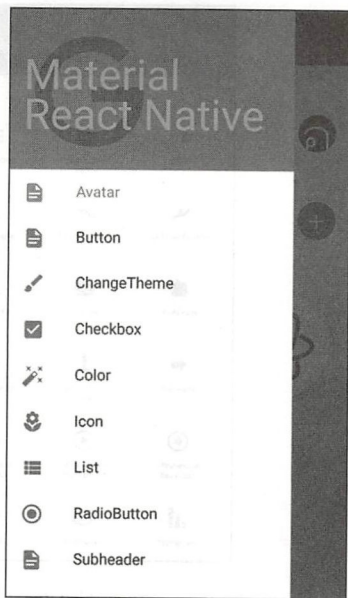 Material
React Native
Avatar
Button
ChangeTheme
Checkbox
Color
Icon
List
RadioButton
Subheader